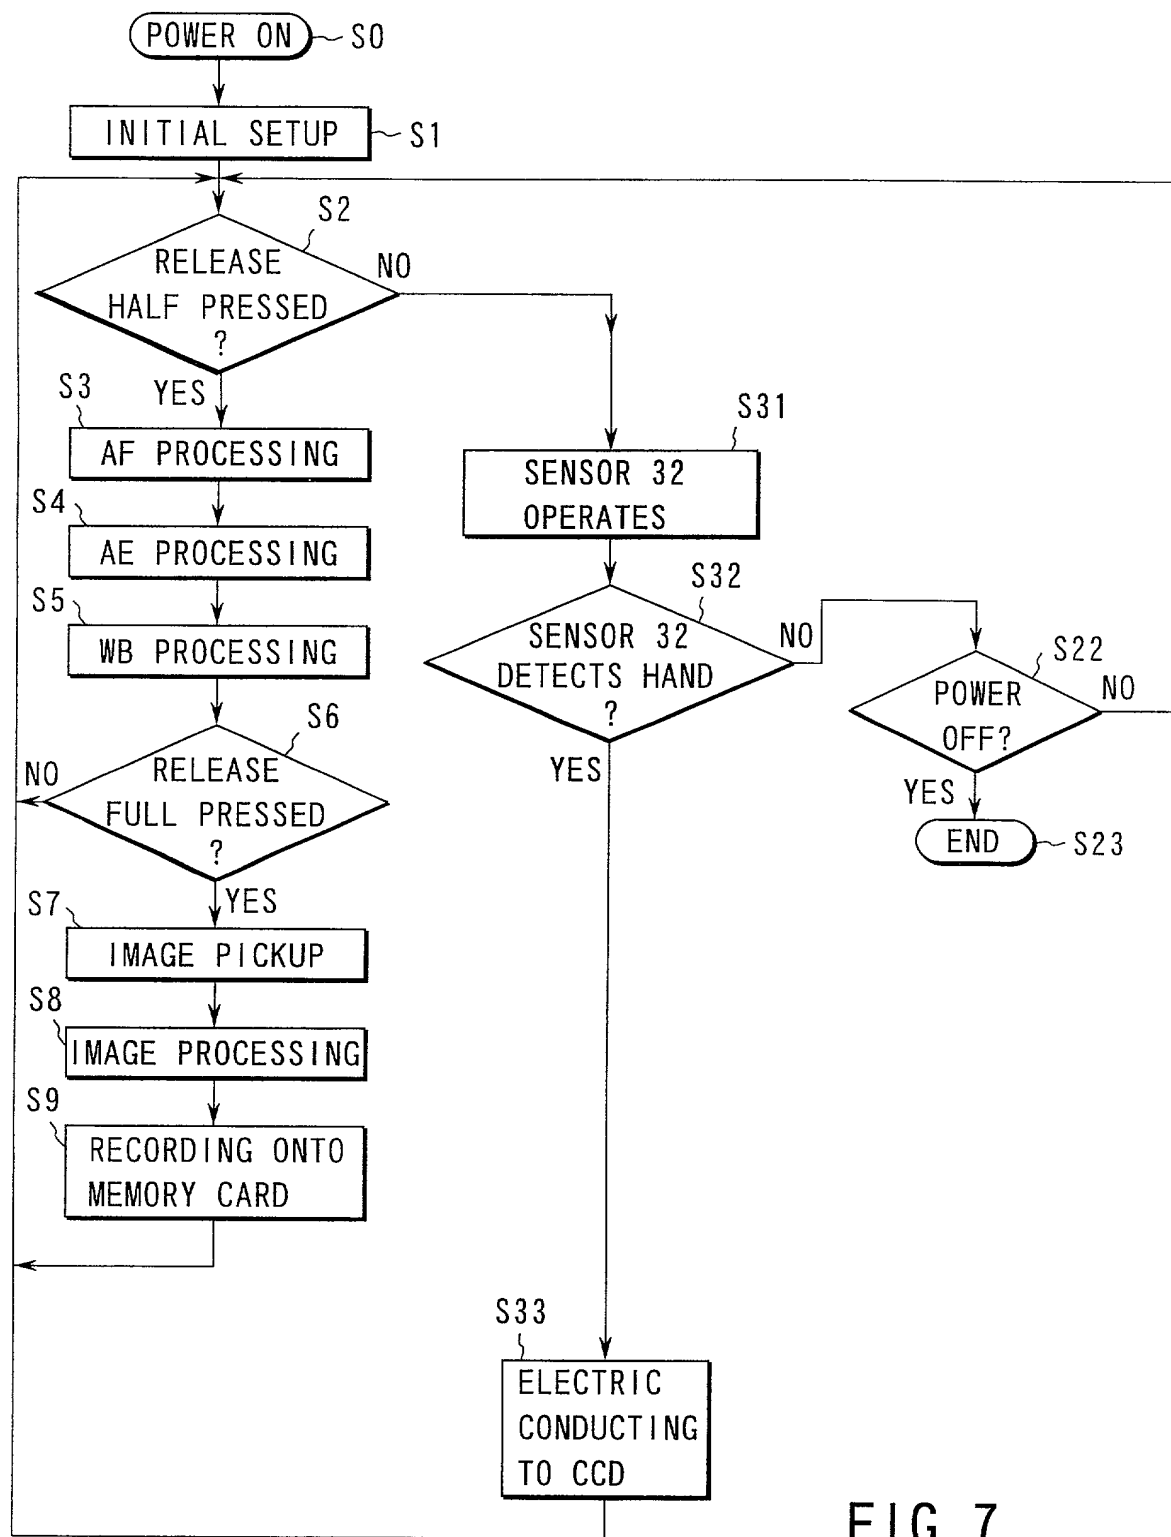 POWER ON
S0
INITIAL SETUP
S1
S2
RELEASE
HALF PRESSED
?
NO
YES
S3
AF PROCESSING
S4
AE PROCESSING
S5
WB PROCESSING
S6
RELEASE
FULL PRESSED
?
NO
YES
S7
IMAGE PICKUP
S8
IMAGE PROCESSING
S9
RECORDING ONTO
MEMORY CARD
S31
SENSOR 32
OPERATES
S32
SENSOR 32
DETECTS HAND
?
NO
YES
S22
POWER
OFF?
NO
YES
END
S23
S33
ELECTRIC
CONDUCTING
TO CCD
FIG 7